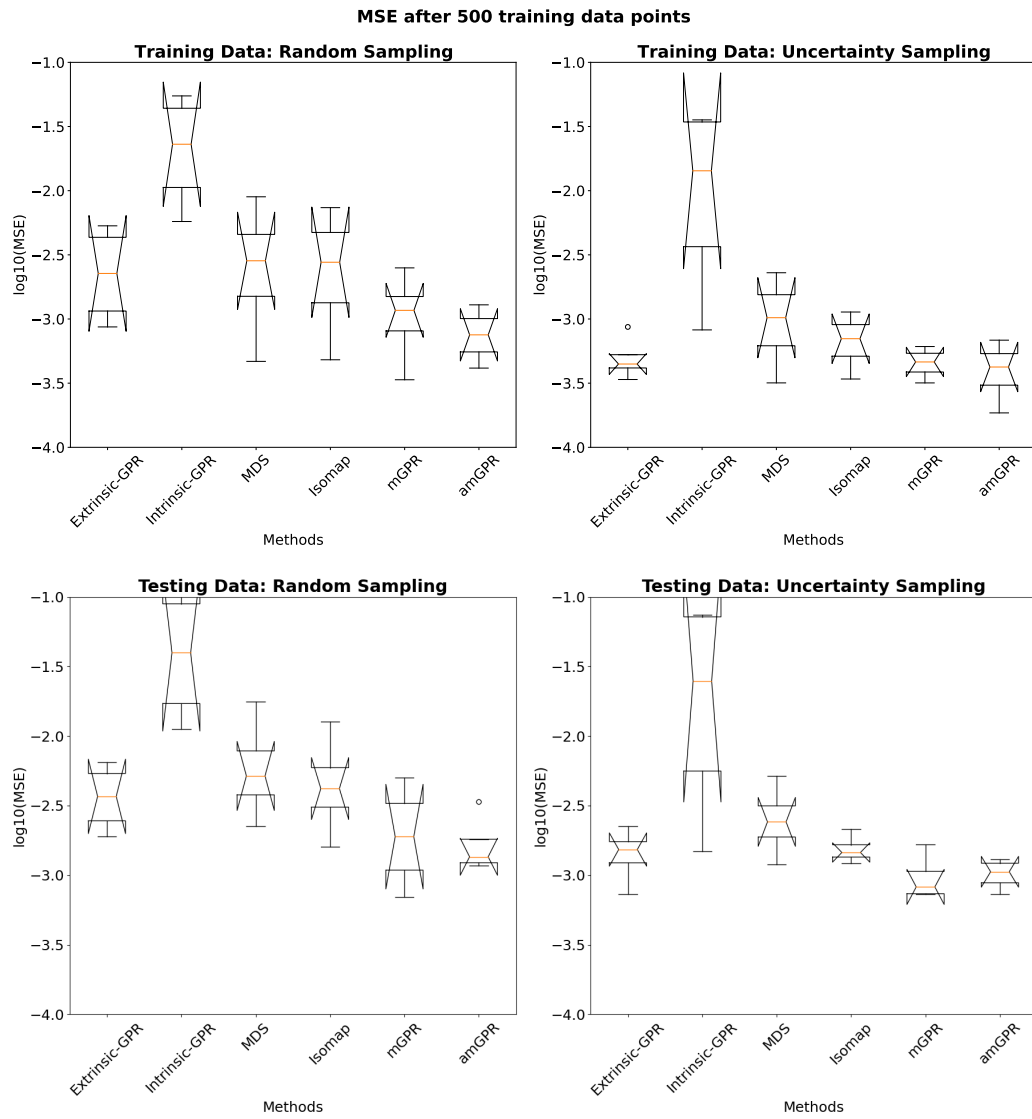 MSE after 500 training data points
Training Data: Random Sampling
−1.0
−1.5
−2.0
−2.5
−3.0
−3.5
−4.0
log10(MSE)
Extrinsic-GPR
Intrinsic-GPR
MDS
Isomap
mGPR
amGPR
Methods
Training Data: Uncertainty Sampling
−1.0
−1.5
−2.0
−2.5
−3.0
−3.5
−4.0
log10(MSE)
Extrinsic-GPR
Intrinsic-GPR
MDS
Isomap
mGPR
amGPR
Methods
Testing Data: Random Sampling
−1.0
−1.5
−2.0
−2.5
−3.0
−3.5
−4.0
log10(MSE)
Extrinsic-GPR
Intrinsic-GPR
MDS
Isomap
mGPR
amGPR
Methods
Testing Data: Uncertainty Sampling
−1.0
−1.5
−2.0
−2.5
−3.0
−3.5
−4.0
log10(MSE)
Extrinsic-GPR
Intrinsic-GPR
MDS
Isomap
mGPR
amGPR
Methods